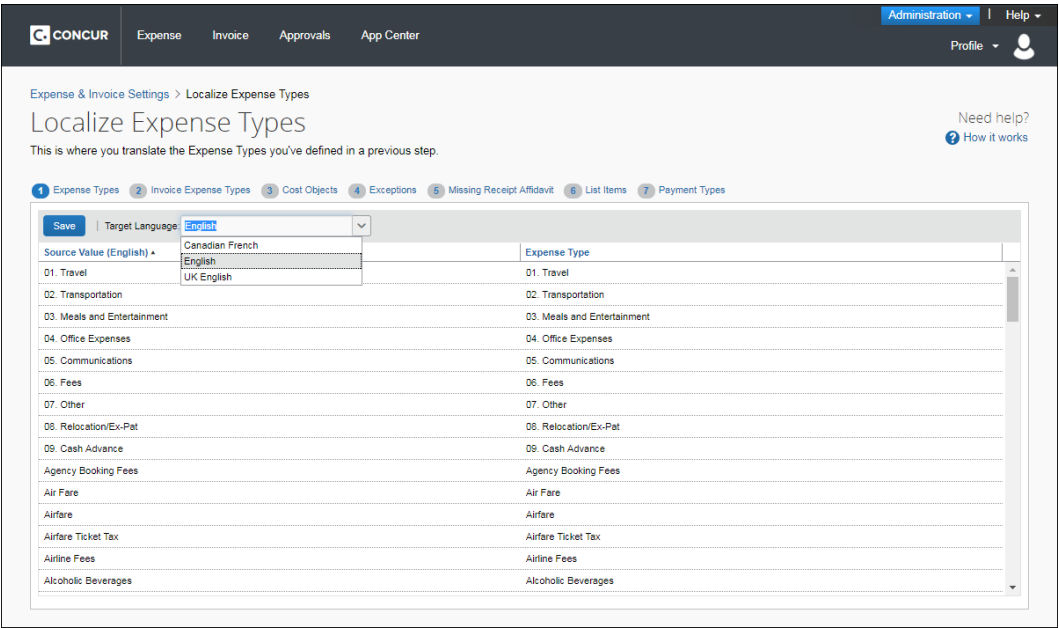 Administration | Help
C. CONCUR Expense Invoice Approvals App Center Profile
Expense & Invoice Settings > Localize Expense Types
Localize Expense Types
Need help?
This is where you translate the Expense Types you've defined in a previous step.
? How it works
1 Expense Types 2 Invoice Expense Types 3 Cost Objects 4 Exceptions 5 Missing Receipt Affidavit 6 List Items 7 Payment Types
Save | Target Language: English
Canadian French
English
UK English
Source Value (English) Expense Type
01. Travel 01. Travel
02. Transportation 02. Transportation
03. Meals and Entertainment 03. Meals and Entertainment
04. Office Expenses 04. Office Expenses
05. Communications 05. Communications
06. Fees 06. Fees
07. Other 07. Other
08. Relocation/Ex-Pat 08. Relocation/Ex-Pat
09. Cash Advance 09. Cash Advance
Agency Booking Fees Agency Booking Fees
Air Fare Air Fare
Airfare Airfare
Airfare Ticket Tax Airfare Ticket Tax
Airline Fees Airline Fees
Alcoholic Beverages Alcoholic Beverages